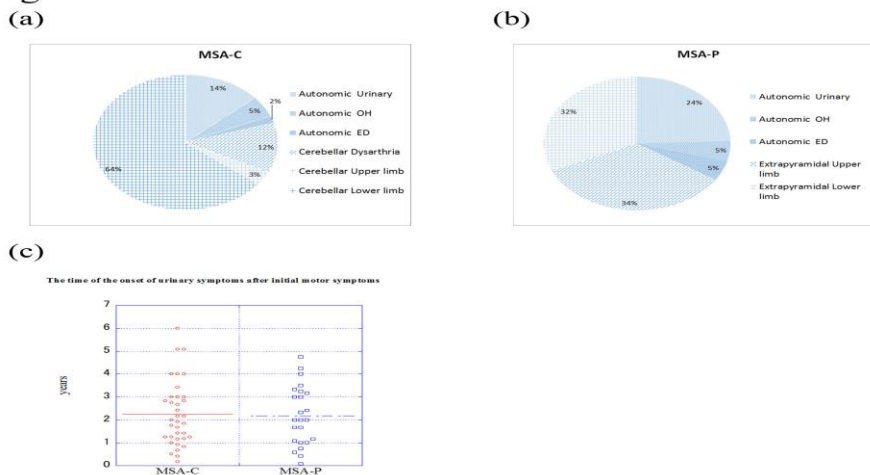 (a)
MSA-C
14%
5%
2%
12%
3%
64%
Autonomic Urinary
Autonomic OH
Autonomic ED
Cerebellar Dysarthria
Cerebellar Upper limb
Cerebellar Lower limb
(b)
MSA-P
24%
5%
5%
34%
32%
Autonomic Urinary
Autonomic OH
Autonomic ED
Extrapyramidal Upper
limb
Extrapyramidal Lower
limb
(c)
The time of the onset of urinary symptoms after initial motor symptoms
years
7
6
5
4
3
2
1
0
MSA-C
MSA-P